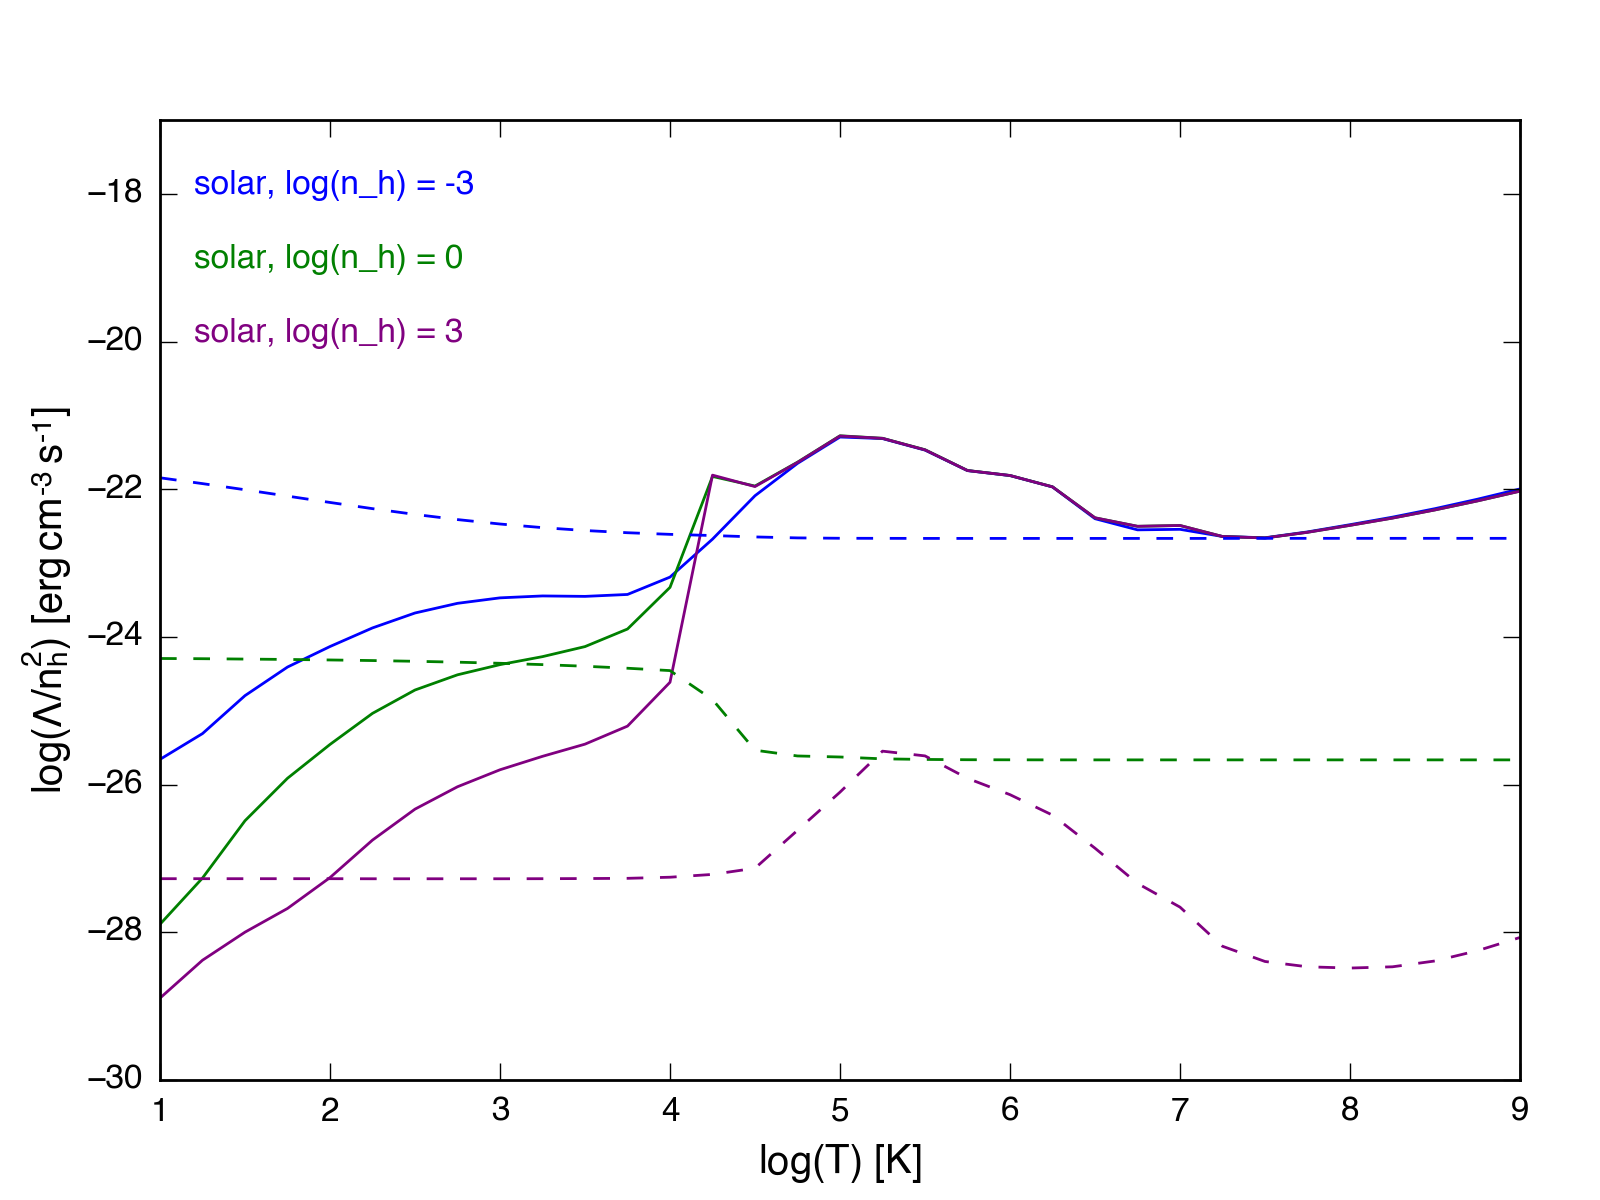 solar, log(n_h) = -3
solar, log(n_h) = 0
solar, log(n_h) = 3
−18
−20
−22
−24
−26
−28
−30
1 2 3 4 5 6 7 8 9
log(T) [K]
log(Λ/n_h^2) [erg cm^-3 s^-1]